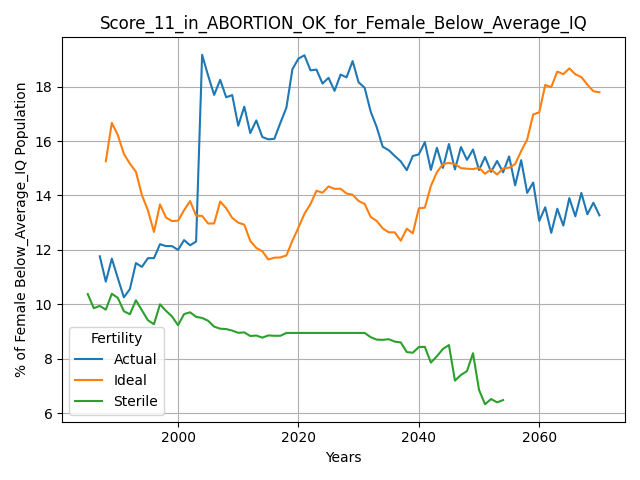 Score_11_in_ABORTION_OK_for_Female_Below_Average_IQ
% of Female Below_Average_IQ Population
18
16
14
12
10
8
6
Fertility
Actual
Ideal
Sterile
2000
2020
2040
2060
Years